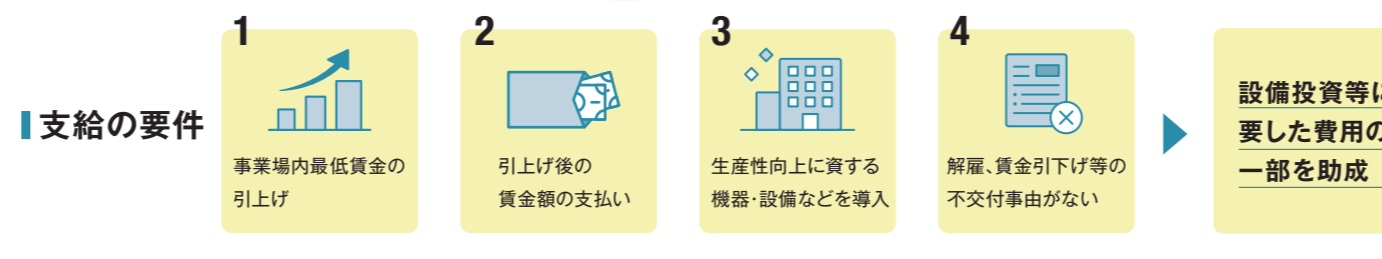 支給の要件
1
事業場内最低賃金の
引上げ
2
引上げ後の
賃金額の支払い
3
生産性向上に資する
機器・設備などを導入
4
解雇、賃金引下げ等の
不交付事由がない
設備投資等に
要した費用の
一部を助成